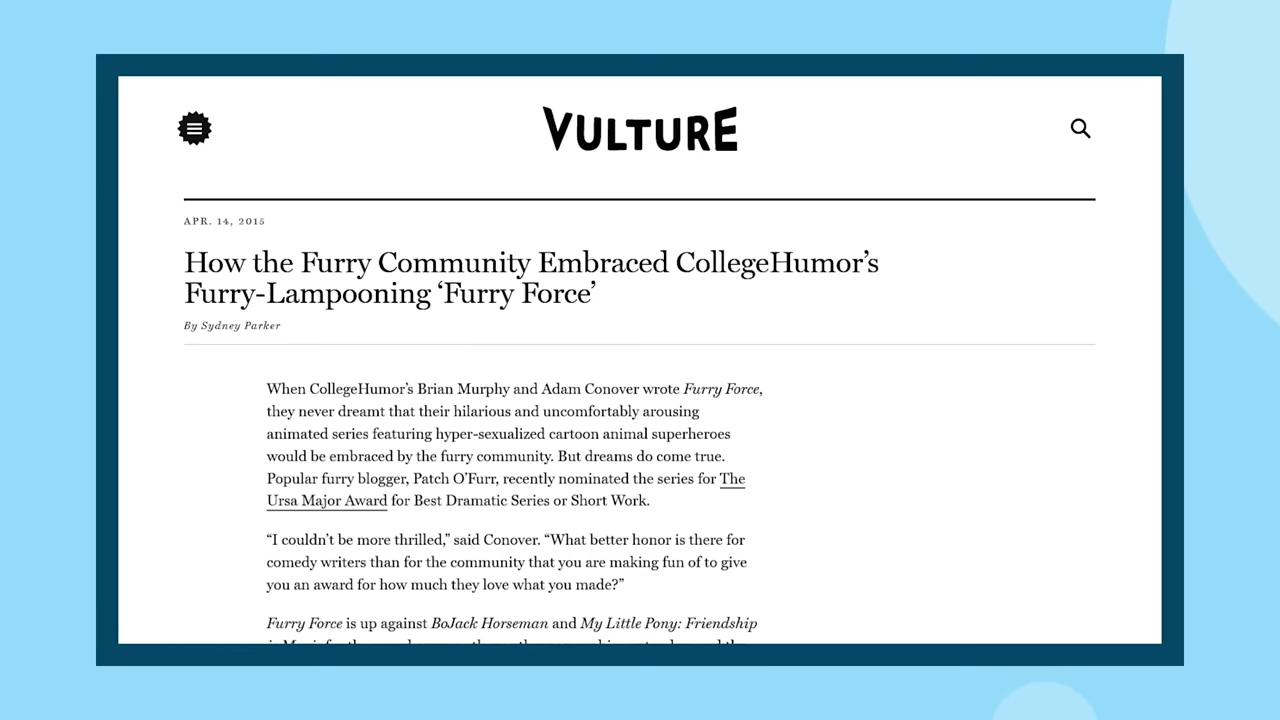 VULTURE
APR. 14, 2015
How the Furry Community Embraced CollegeHumor’s
Furry-Lampooning ‘Furry Force’
By Sydney Parker
When CollegeHumor’s Brian Murphy and Adam Conover wrote Furry Force,
they never dreamt that their hilarious and uncomfortably arousing
animated series featuring hyper-sexualized cartoon animal superheroes
would be embraced by the furry community. But dreams do come true.
Popular furry blogger, Patch O’Furr, recently nominated the series for The
Ursa Major Award for Best Dramatic Series or Short Work.
“I couldn’t be more thrilled,” said Conover. “What better honor is there for
comedy writers than for the community that you are making fun of to give
you an award for how much they love what you made?”
Furry Force is up against BoJack Horseman and My Little Pony: Friendship